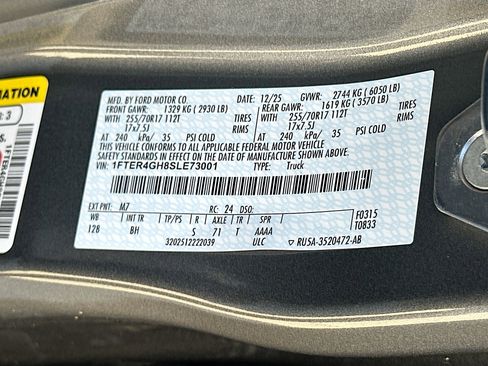 RMATION
: 3
MFD. BY FORD MOTOR CO. DATE: 12/25 GVWR: 2744 KG ( 6050 LB)
FRONT GAWR: 1329 KG ( 2930 LB) REAR GAWR: 1619 KG ( 3570 LB)
WITH TIRES WITH TIRES
255/70R17 112T 255/70R17 112T
17x7.5J RIMS 17x7.5J RIMS
AT 240 kPa/ 35 PSI COLD AT 240 kPa/ 35 PSI COLD
THIS VEHICLE CONFORMS TO ALL APPLICABLE FEDERAL MOTOR
VEHICLE SAFETY STANDARDS IN EFFECT ON THE DATE OF
MANUFACTURE SHOWN ABOVE.
VIN: 1FTER4GH8SLE73001 TYPE: Truck
EXT PNT: M7 RC: 24 DSO:
WB INT TR TP/PS R AXLE TR SPR F0315
128 BH S 71 T AAAA T0833
3202512222039 ULC RU5A-3520472-AB